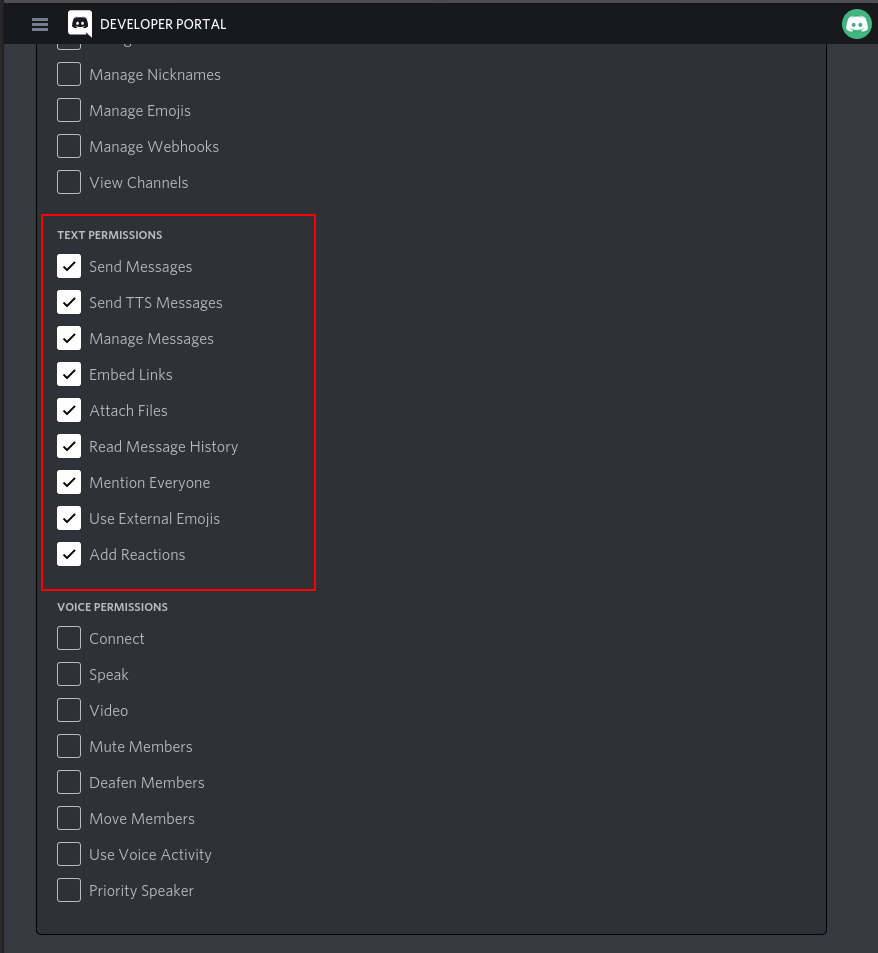 DEVELOPER PORTAL
Manage Nicknames
Manage Emojis
Manage Webhooks
View Channels
TEXT PERMISSIONS
Send Messages
Send TTS Messages
Manage Messages
Embed Links
Attach Files
Read Message History
Mention Everyone
Use External Emojis
Add Reactions
VOICE PERMISSIONS
Connect
Speak
Video
Mute Members
Deafen Members
Move Members
Use Voice Activity
Priority Speaker